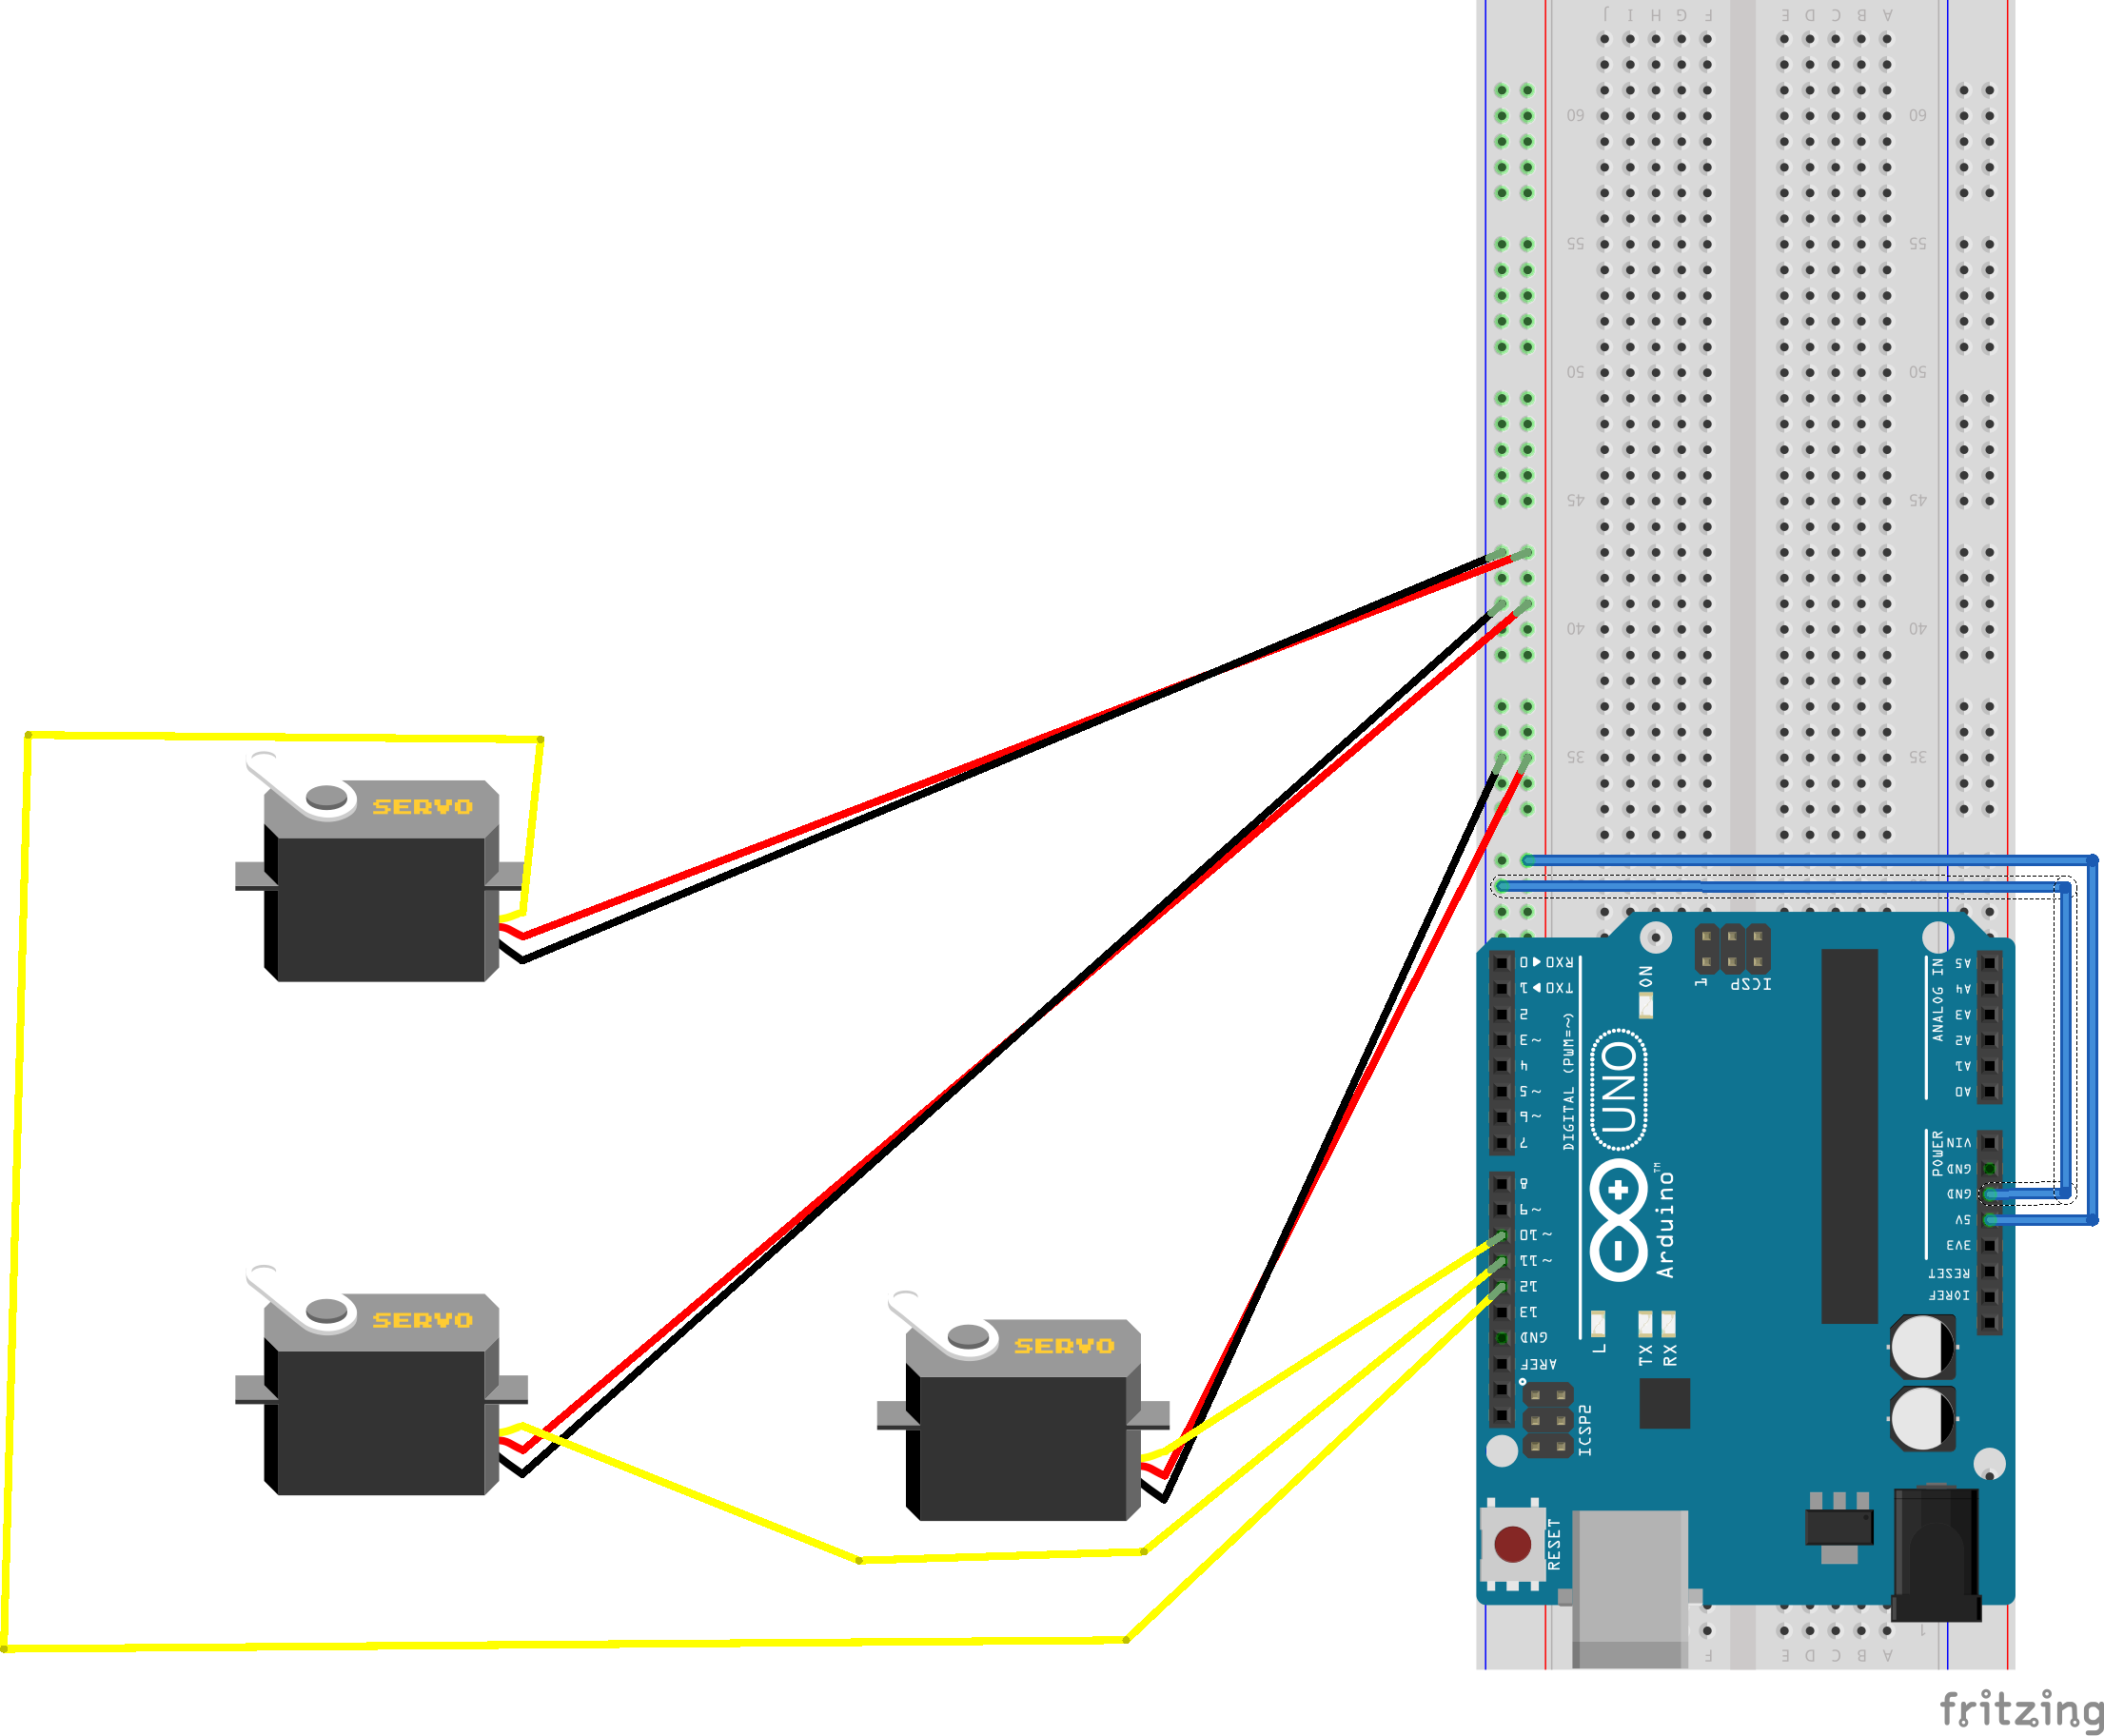 J I H G F E D C B A
60 60
55 55
50 50
45 45
40 40
35 35
SERVO
SERVO
SERVO
RX0◀0
TX0▶1
2
~3
4
~5
~6
7
8
~9
~10
~11
12
13
GND
AREF
DIGITAL (PWM=~)
ON
1 ICSP
UNO
Arduino™
L
TX
RX
ICSP2
RESET
ANALOG IN
A5
A4
A3
A2
A1
A0
POWER
VIN
GND
GND
5V
3V3
RESET
IOREF
1
F E D C B A
fritzing